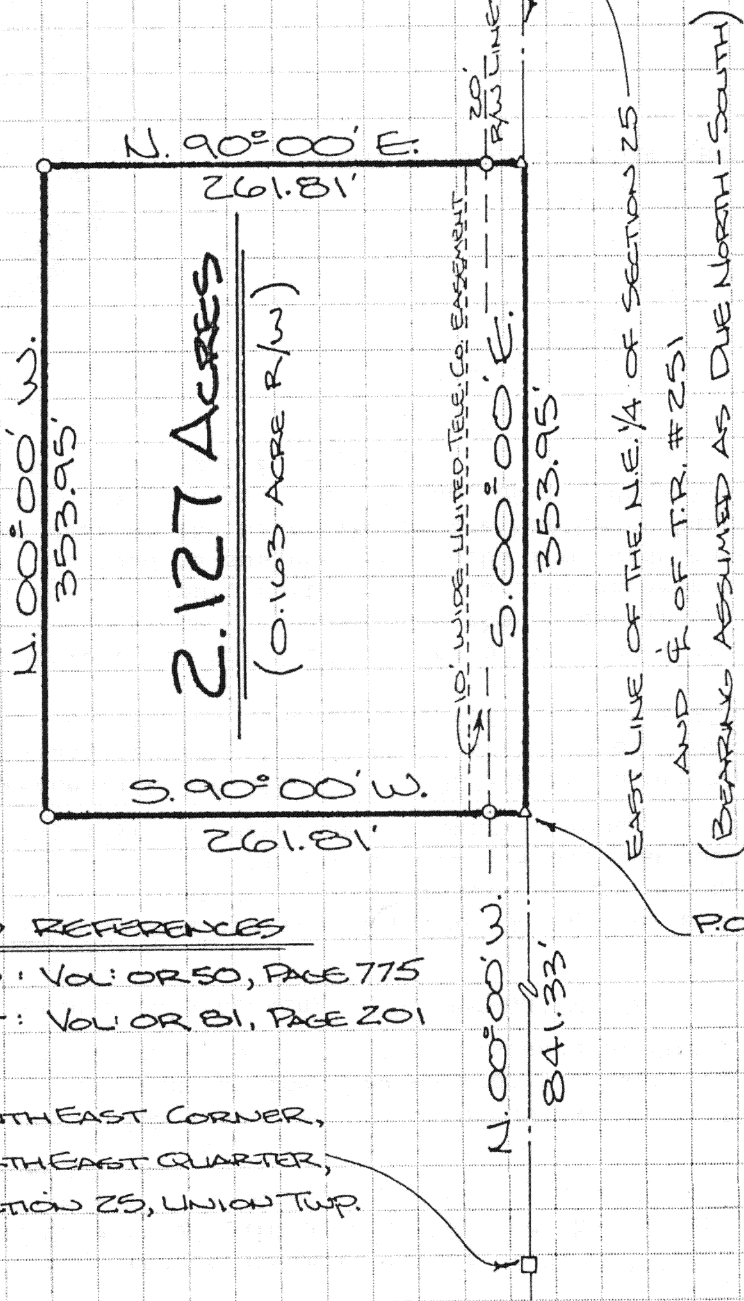 20'
R/W LINE
N. 90°00' E.
261.81'
N. 00°00' W.
353.95'
2.127 ACRES
(0.163 ACRE R/W)
10' WIDE UNITED TELE. CO. EASEMENT
S. 00°00' E.
353.95'
EAST LINE OF THE N.E. 1/4 OF SECTION 25
AND ℄ OF T.R. #251
(BEARING ASSUMED AS DUE NORTH-SOUTH)
S. 90°00' W.
261.81'
REFERENCES
: VOL: OR 50, PAGE 775
: VOL: OR. 81, PAGE 201
N. 00°00' W.
841.33'
P.O
THEAST CORNER,
THEAST QUARTER,
TION 25, UNION TWP.